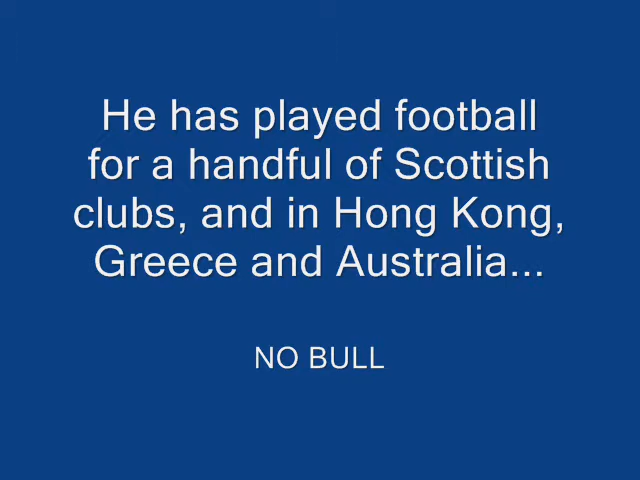 He has played football
for a handful of Scottish
clubs, and in Hong Kong,
Greece and Australia...
NO BULL